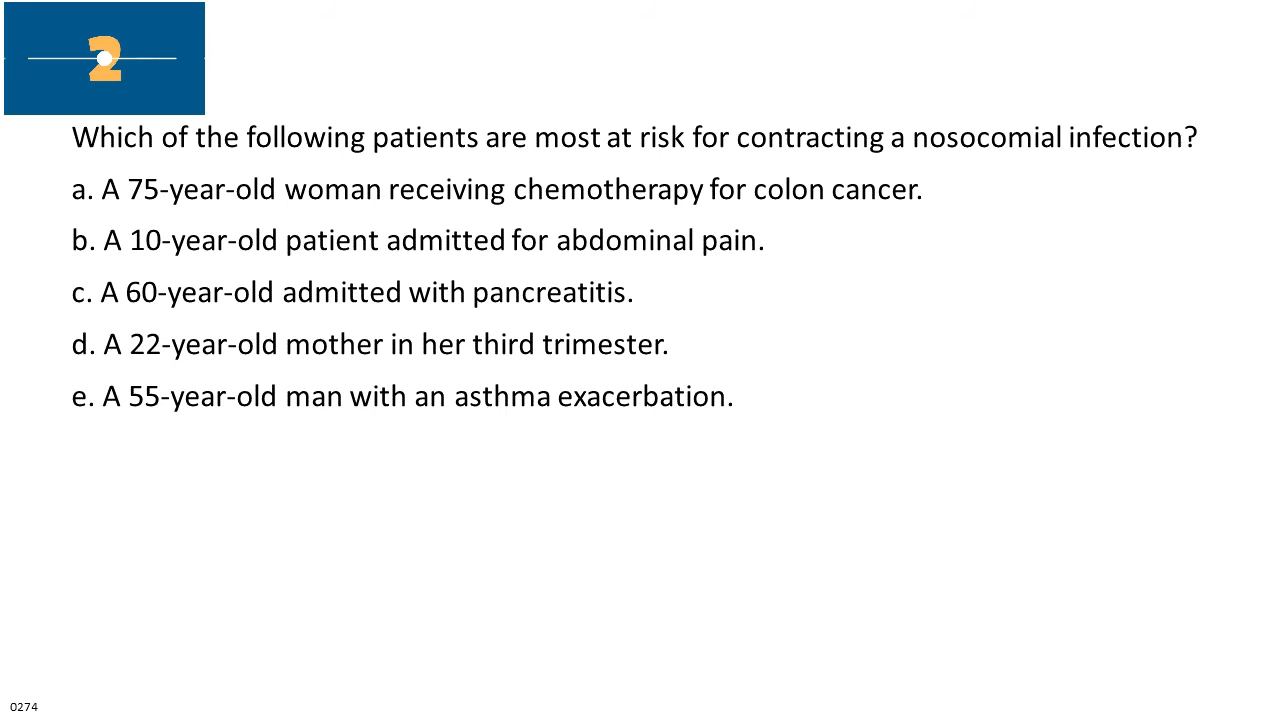 2
Which of the following patients are most at risk for contracting a nosocomial infection?
a. A 75-year-old woman receiving chemotherapy for colon cancer.
b. A 10-year-old patient admitted for abdominal pain.
c. A 60-year-old admitted with pancreatitis.
d. A 22-year-old mother in her third trimester.
e. A 55-year-old man with an asthma exacerbation.
0274